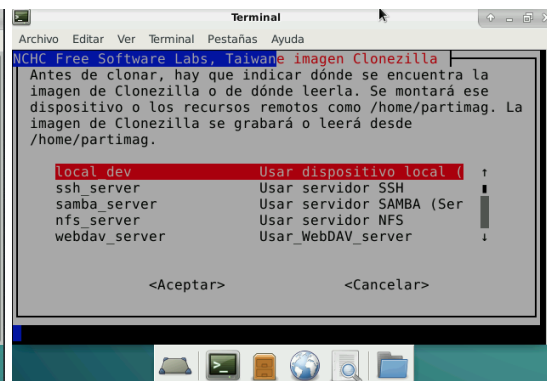 Terminal
Archivo Editar Ver Terminal Pestañas Ayuda
NCHC Free Software Labs, Taiwane imagen Clonezilla
Antes de clonar, hay que indicar dónde se encuentra la
imagen de Clonezilla o de dónde leerla. Se montará ese
dispositivo o los recursos remotos como /home/partimag. La
imagen de Clonezilla se grabará o leerá desde
/home/partimag.
local_dev Usar dispositivo local (
ssh_server Usar servidor SSH
samba_server Usar servidor SAMBA (Ser
nfs_server Usar servidor NFS
webdav_server Usar_WebDAV_server
<Aceptar> <Cancelar>